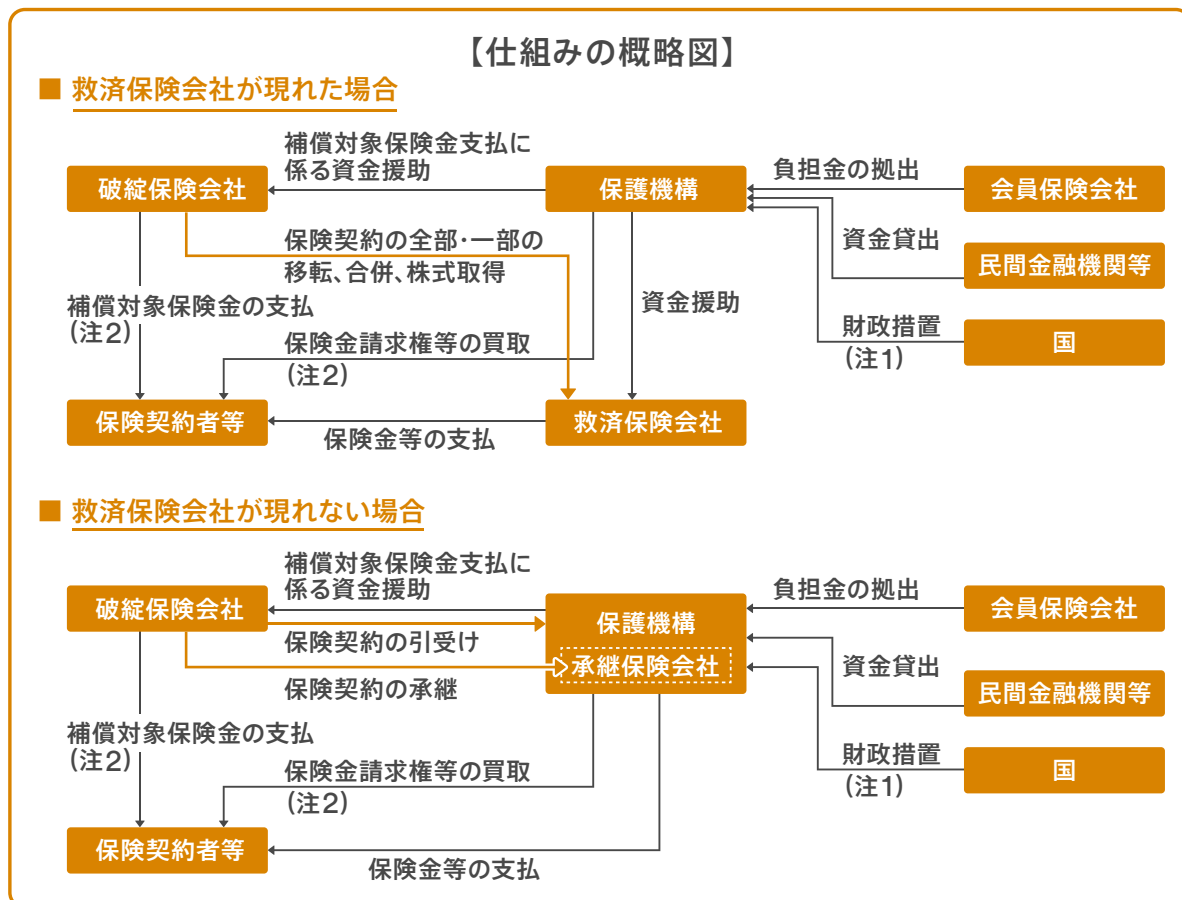 【仕組みの概略図】
■ 救済保険会社が現れた場合
補償対象保険金支払に
係る資金援助
負担金の拠出
破綻保険会社
保護機構
会員保険会社
保険契約の全部・一部の
移転、合併、株式取得
資金貸出
民間金融機関等
補償対象保険金の支払
(注2)
資金援助
財政措置
(注1)
国
保険金請求権等の買取
(注2)
保険契約者等
救済保険会社
保険金等の支払
■ 救済保険会社が現れない場合
補償対象保険金支払に
係る資金援助
負担金の拠出
破綻保険会社
保護機構
会員保険会社
保険契約の引受け
承継保険会社
資金貸出
民間金融機関等
保険契約の承継
補償対象保険金の支払
(注2)
財政措置
(注1)
国
保険金請求権等の買取
(注2)
保険契約者等
保険金等の支払